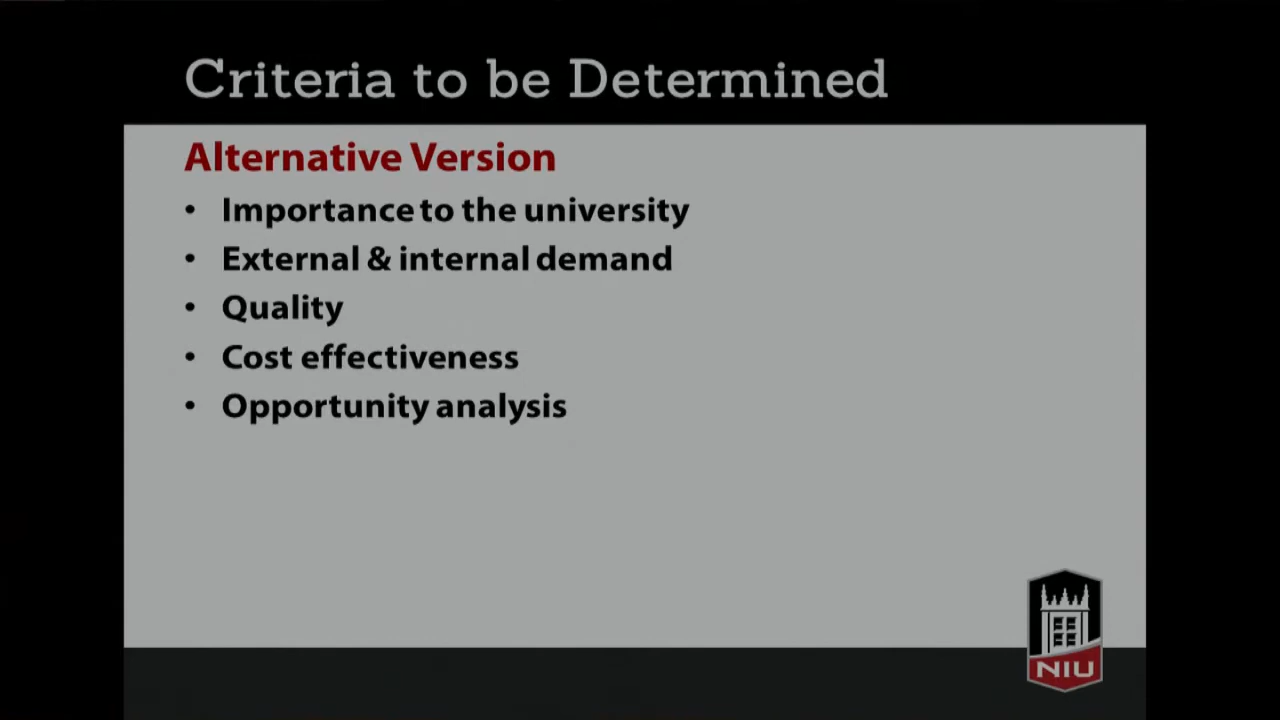 Criteria to be Determined
Alternative Version
• Importance to the university
• External & internal demand
• Quality
• Cost effectiveness
• Opportunity analysis
NIU